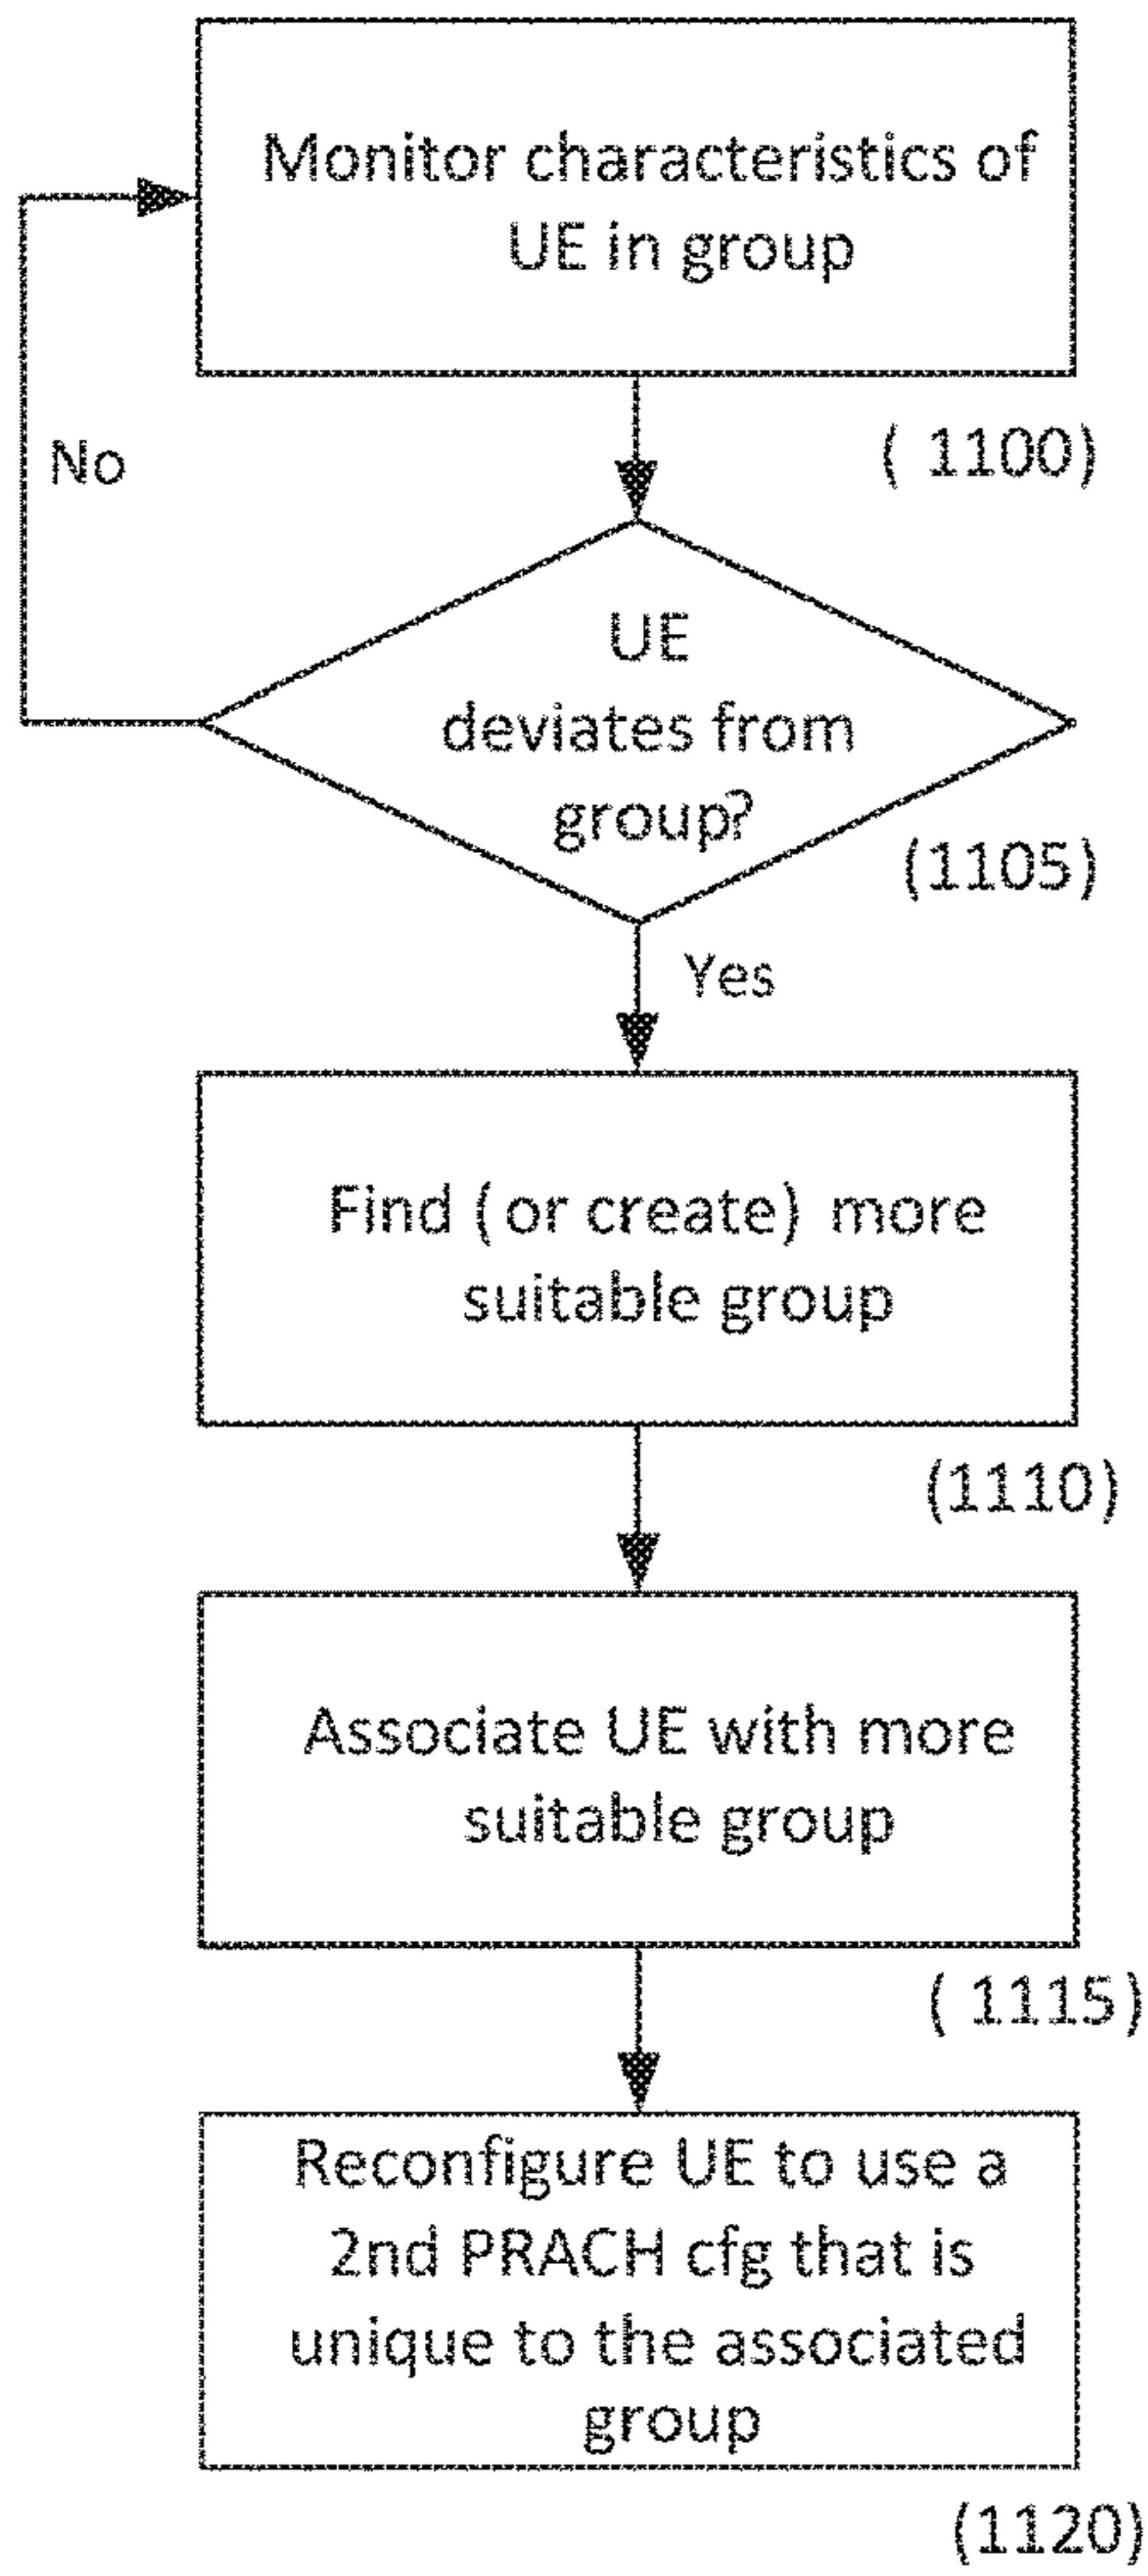 Monitor characteristics of
UE in group
No
( 1100)
UE
deviates from
group?
(1105)
Yes
Find ( or create) more
suitable group
(1110)
Associate UE with more
suitable group
( 1115)
Reconfigure UE to use a
2nd PRACH cfg that is
unique to the associated
group
(1120)